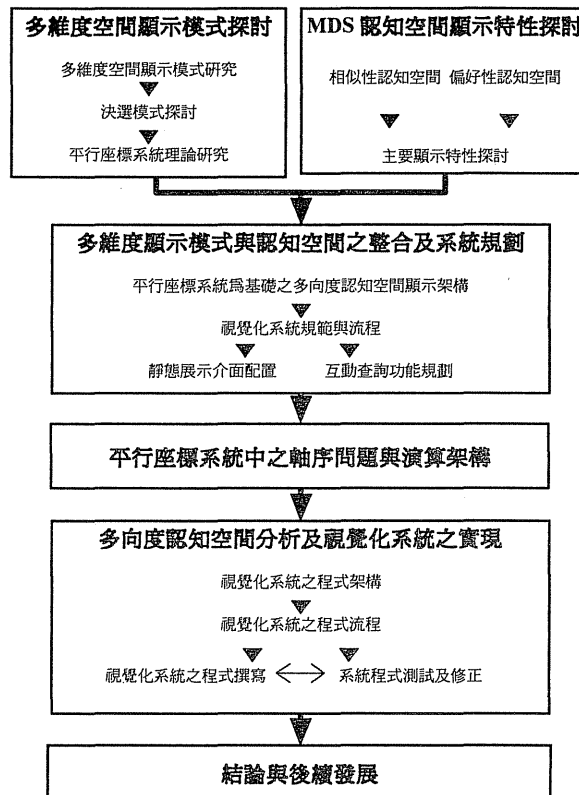 多維度空間顯示模式探討
多維度空間顯示模式研究
決選模式探討
平行座標系統理論研究
MDS 認知空間顯示特性探討
相似性認知空間 偏好性認知空間
主要顯示特性探討
多維度顯示模式與認知空間之整合及系統規劃
平行座標系統爲基礎之多向度認知空間顯示架構
視覺化系統規範與流程
靜態展示介面配置 互動查詢功能規劃
平行座標系統中之軸序問題與演算架構
多向度認知空間分析及視覺化系統之實現
視覺化系統之程式架構
視覺化系統之程式流程
視覺化系統之程式撰寫 系統程式測試及修正
結論與後續發展